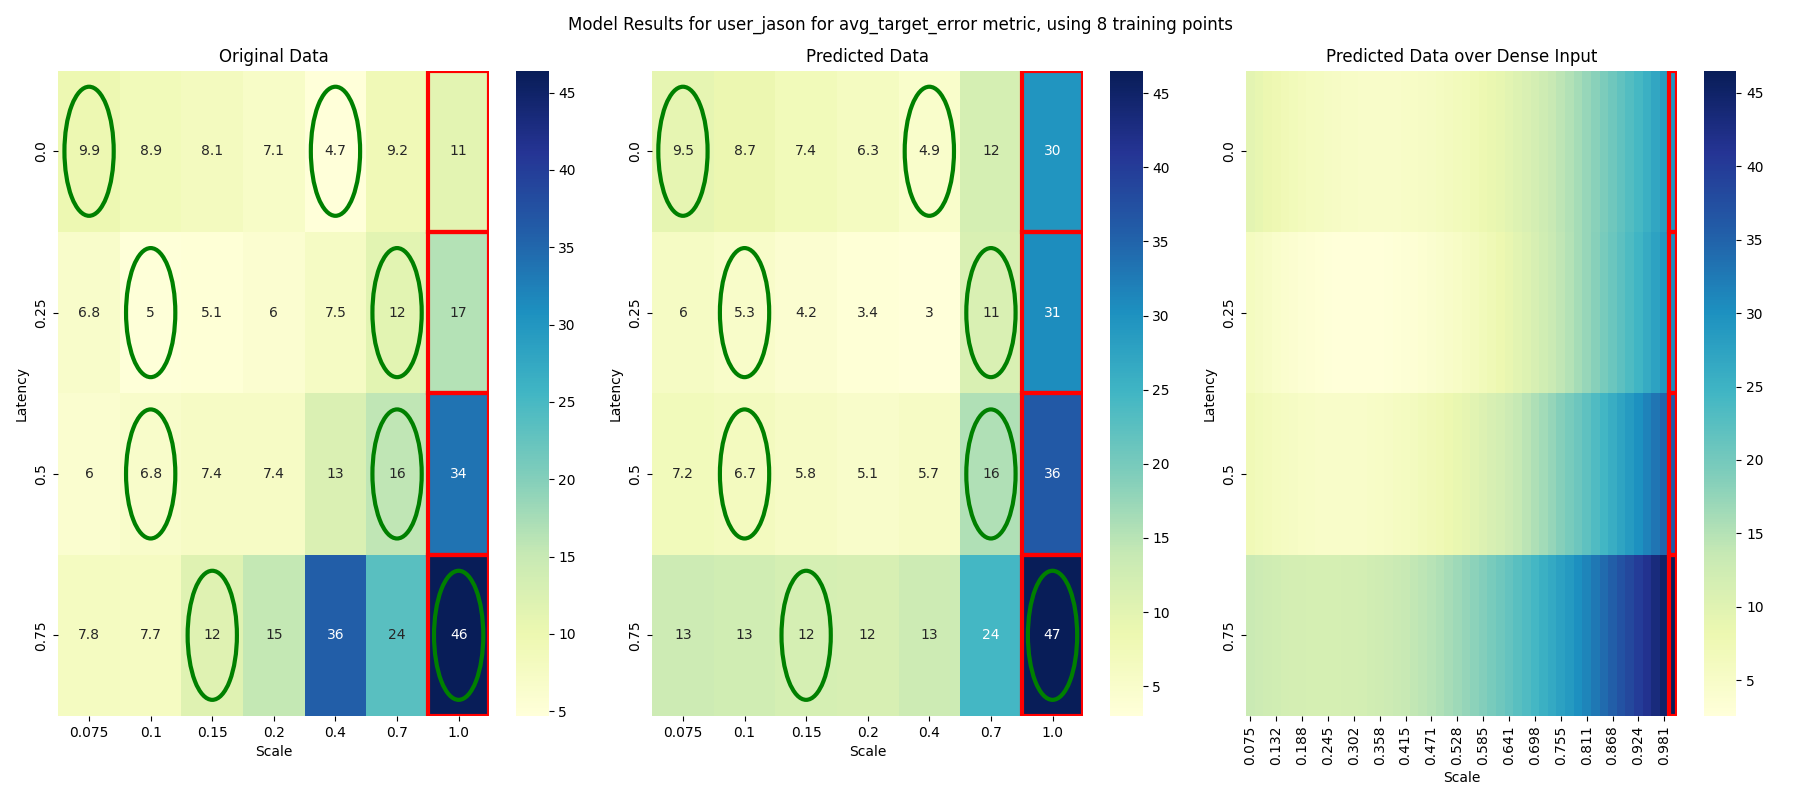 Model Results for user_jason for avg_target_error metric, using 8 training points
Original Data
Latency
0.0
0.25
0.5
0.75
9.9 8.9 8.1 7.1 4.7 9.2 11
6.8 5 5.1 6 7.5 12 17
6 6.8 7.4 7.4 13 16 34
7.8 7.7 12 15 36 24 46
0.075 0.1 0.15 0.2 0.4 0.7 1.0
Scale
45
40
35
30
25
20
15
10
5
Predicted Data
Latency
0.0
0.25
0.5
0.75
9.5 8.7 7.4 6.3 4.9 12 30
6 5.3 4.2 3.4 3 11 31
7.2 6.7 5.8 5.1 5.7 16 36
13 13 12 12 13 24 47
0.075 0.1 0.15 0.2 0.4 0.7 1.0
Scale
45
40
35
30
25
20
15
10
5
Predicted Data over Dense Input
Latency
0.0
0.25
0.5
0.75
0.075 0.132 0.188 0.245 0.302 0.358 0.415 0.471 0.528 0.585 0.641 0.698 0.755 0.811 0.868 0.924 0.981
Scale
45
40
35
30
25
20
15
10
5